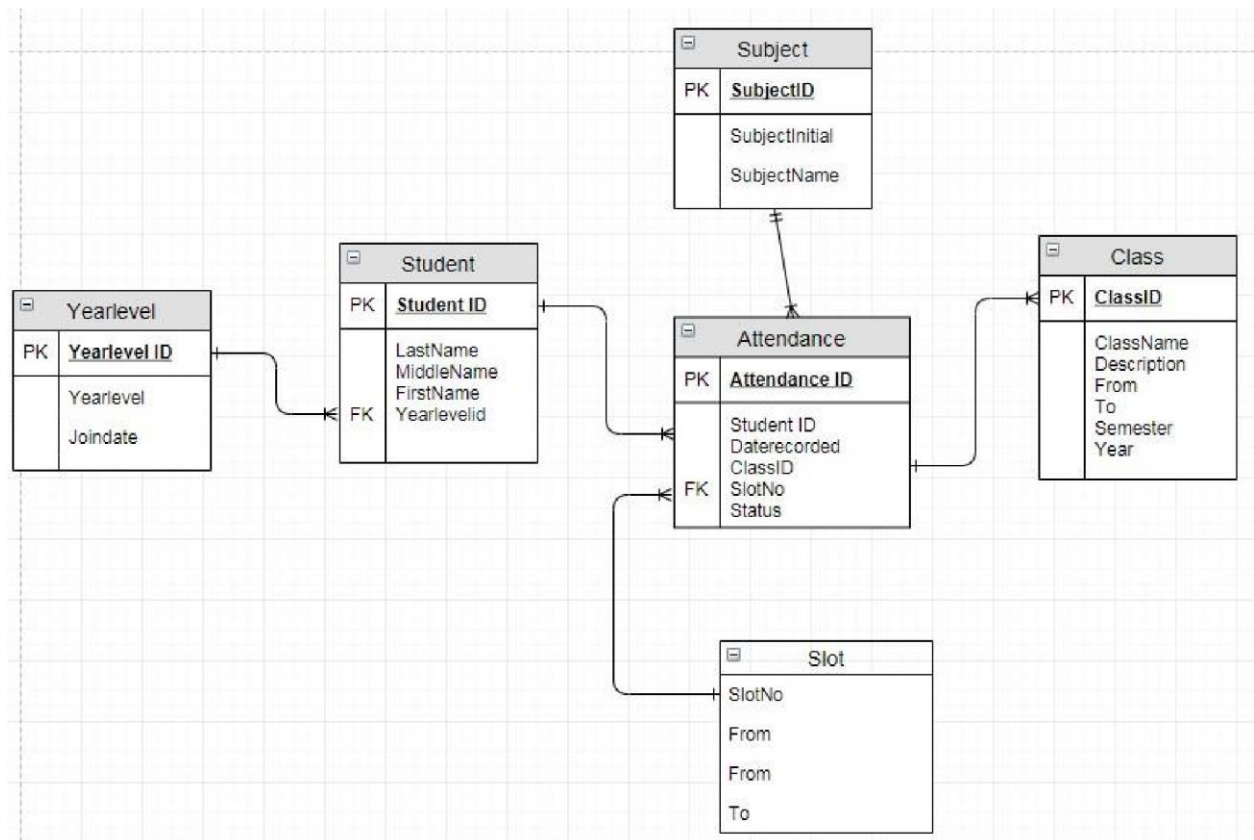 Subject
PK SubjectID
SubjectInitial
SubjectName
Student
PK Student ID
LastName
MiddleName
FirstName
FK Yearlevelid
Yearlevel
PK Yearlevel ID
Yearlevel
Joindate
Attendance
PK Attendance ID
Student ID
Daterecorded
ClassID
FK SlotNo
Status
Class
PK ClassID
ClassName
Description
From
To
Semester
Year
Slot
SlotNo
From
From
To